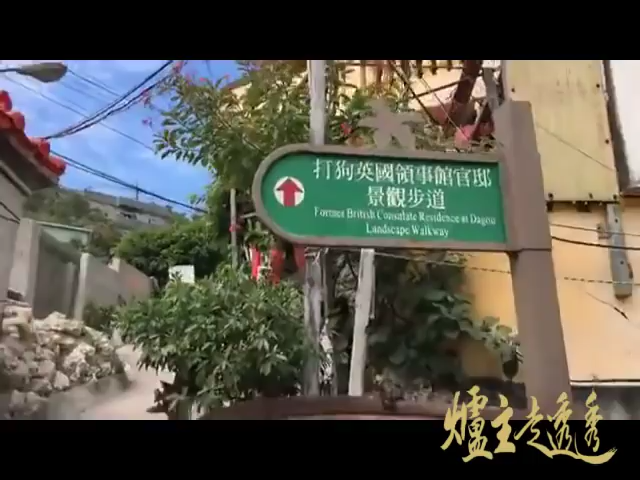 打狗英國領事館官邸
景觀步道
Former British Consulate Residence at Dagou
Landscape Walkway
爐主走透透